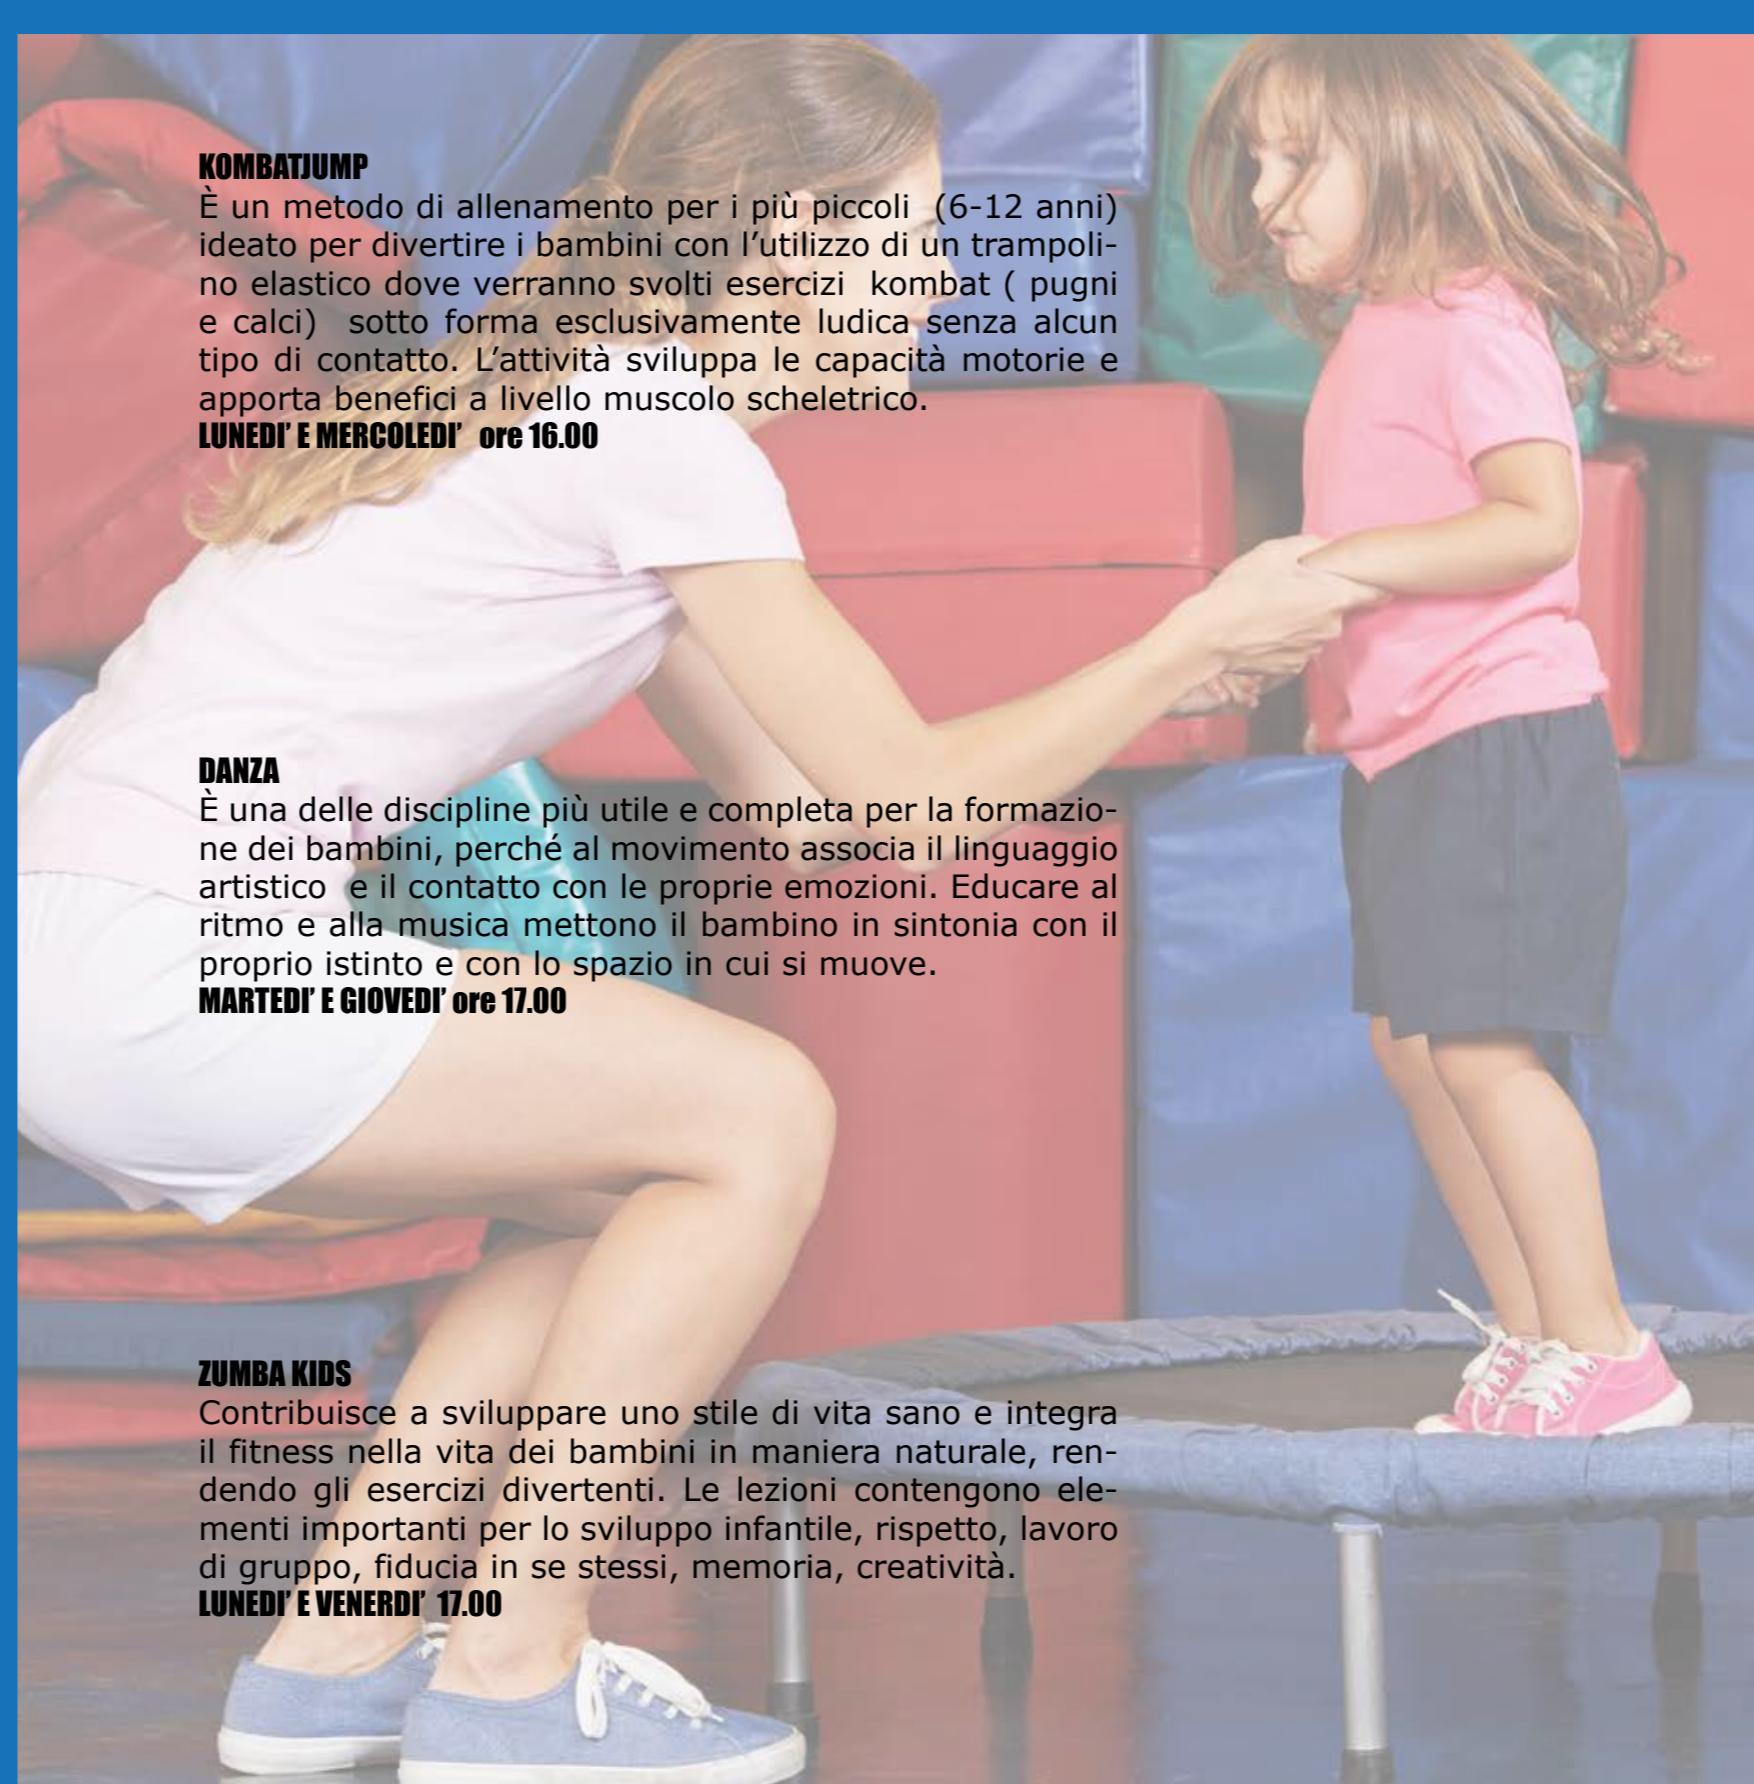 KOMBATJUMP
È un metodo di allenamento per i più piccoli  (6-12 anni)
ideato per divertire i bambini con l’utilizzo di un trampoli-
no elastico dove verranno svolti esercizi  kombat ( pugni
e calci)  sotto forma esclusivamente ludica senza alcun
tipo di contatto. L’attività sviluppa le capacità motorie e
apporta benefici a livello muscolo scheletrico.
LUNEDI’ E MERCOLEDI’  ore 16.00
DANZA
È una delle discipline più utile e completa per la formazio-
ne dei bambini, perché al movimento associa il linguaggio
artistico  e il contatto con le proprie emozioni. Educare al
ritmo e alla musica mettono il bambino in sintonia con il
proprio istinto e con lo spazio in cui si muove.
MARTEDI’ E GIOVEDI’ ore 17.00
ZUMBA KIDS
Contribuisce a sviluppare uno stile di vita sano e integra
il fitness nella vita dei bambini in maniera naturale, ren-
dendo gli esercizi divertenti. Le lezioni contengono ele-
menti importanti per lo sviluppo infantile, rispetto, lavoro
di gruppo, fiducia in se stessi, memoria, creatività.
LUNEDI’ E VENERDI’  17.00